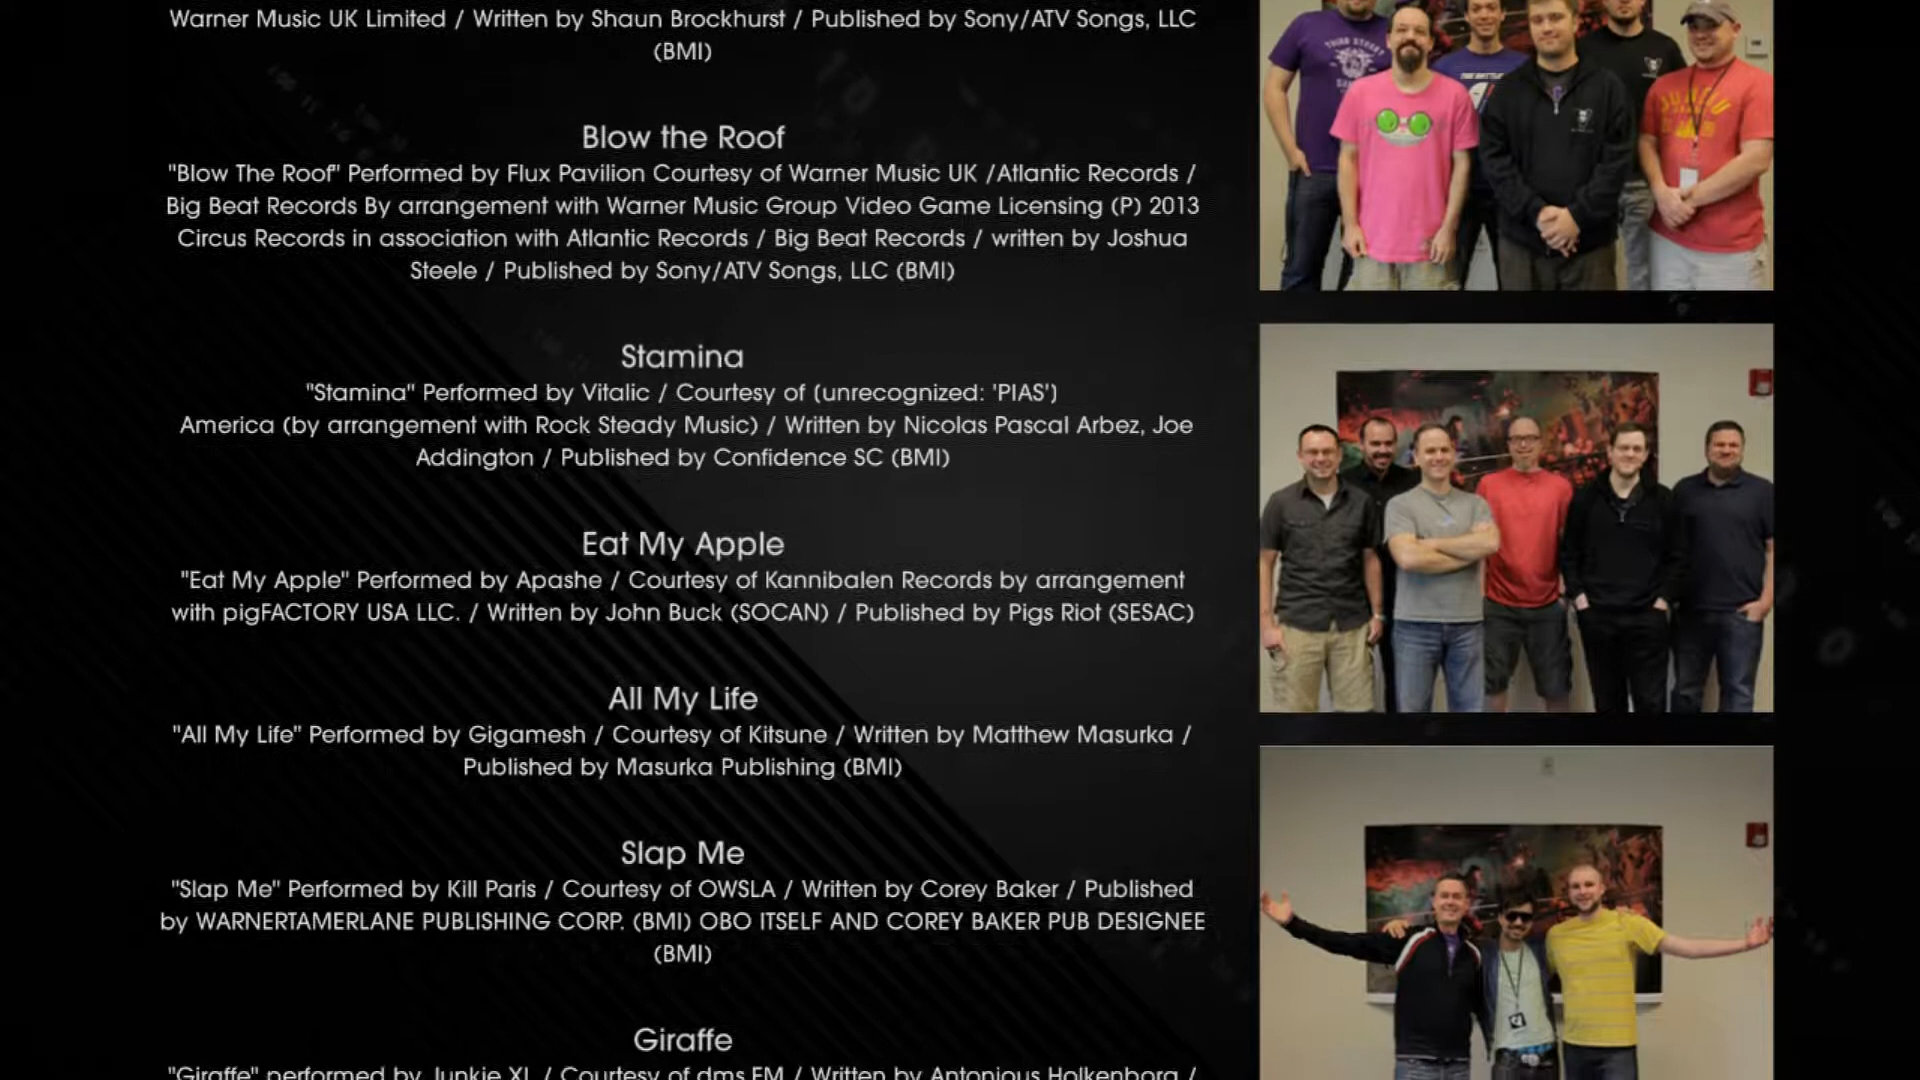 Warner Music UK Limited / Written by Shaun Brockhurst / Published by Sony/ATV Songs, LLC
(BMI)
Blow the Roof
"Blow The Roof" Performed by Flux Pavilion Courtesy of Warner Music UK /Atlantic Records /
Big Beat Records By arrangement with Warner Music Group Video Game Licensing (P) 2013
Circus Records in association with Atlantic Records / Big Beat Records / written by Joshua
Steele / Published by Sony/ATV Songs, LLC (BMI)
Stamina
"Stamina" Performed by Vitalic / Courtesy of (unrecognized: 'PIAS')
America (by arrangement with Rock Steady Music) / Written by Nicolas Pascal Arbez, Joe
Addington / Published by Confidence SC (BMI)
Eat My Apple
"Eat My Apple" Performed by Apashe / Courtesy of Kannibalen Records by arrangement
with pigFACTORY USA LLC. / Written by John Buck (SOCAN) / Published by Pigs Riot (SESAC)
All My Life
"All My Life" Performed by Gigamesh / Courtesy of Kitsune / Written by Matthew Masurka /
Published by Masurka Publishing (BMI)
Slap Me
"Slap Me" Performed by Kill Paris / Courtesy of OWSLA / Written by Corey Baker / Published
by WARNERTAMERLANE PUBLISHING CORP. (BMI) OBO ITSELF AND COREY BAKER PUB DESIGNEE
(BMI)
Giraffe
"Giraffe" performed by Junkie XL / Courtesy of dms.FM / Written by Antonious Holkenborg /